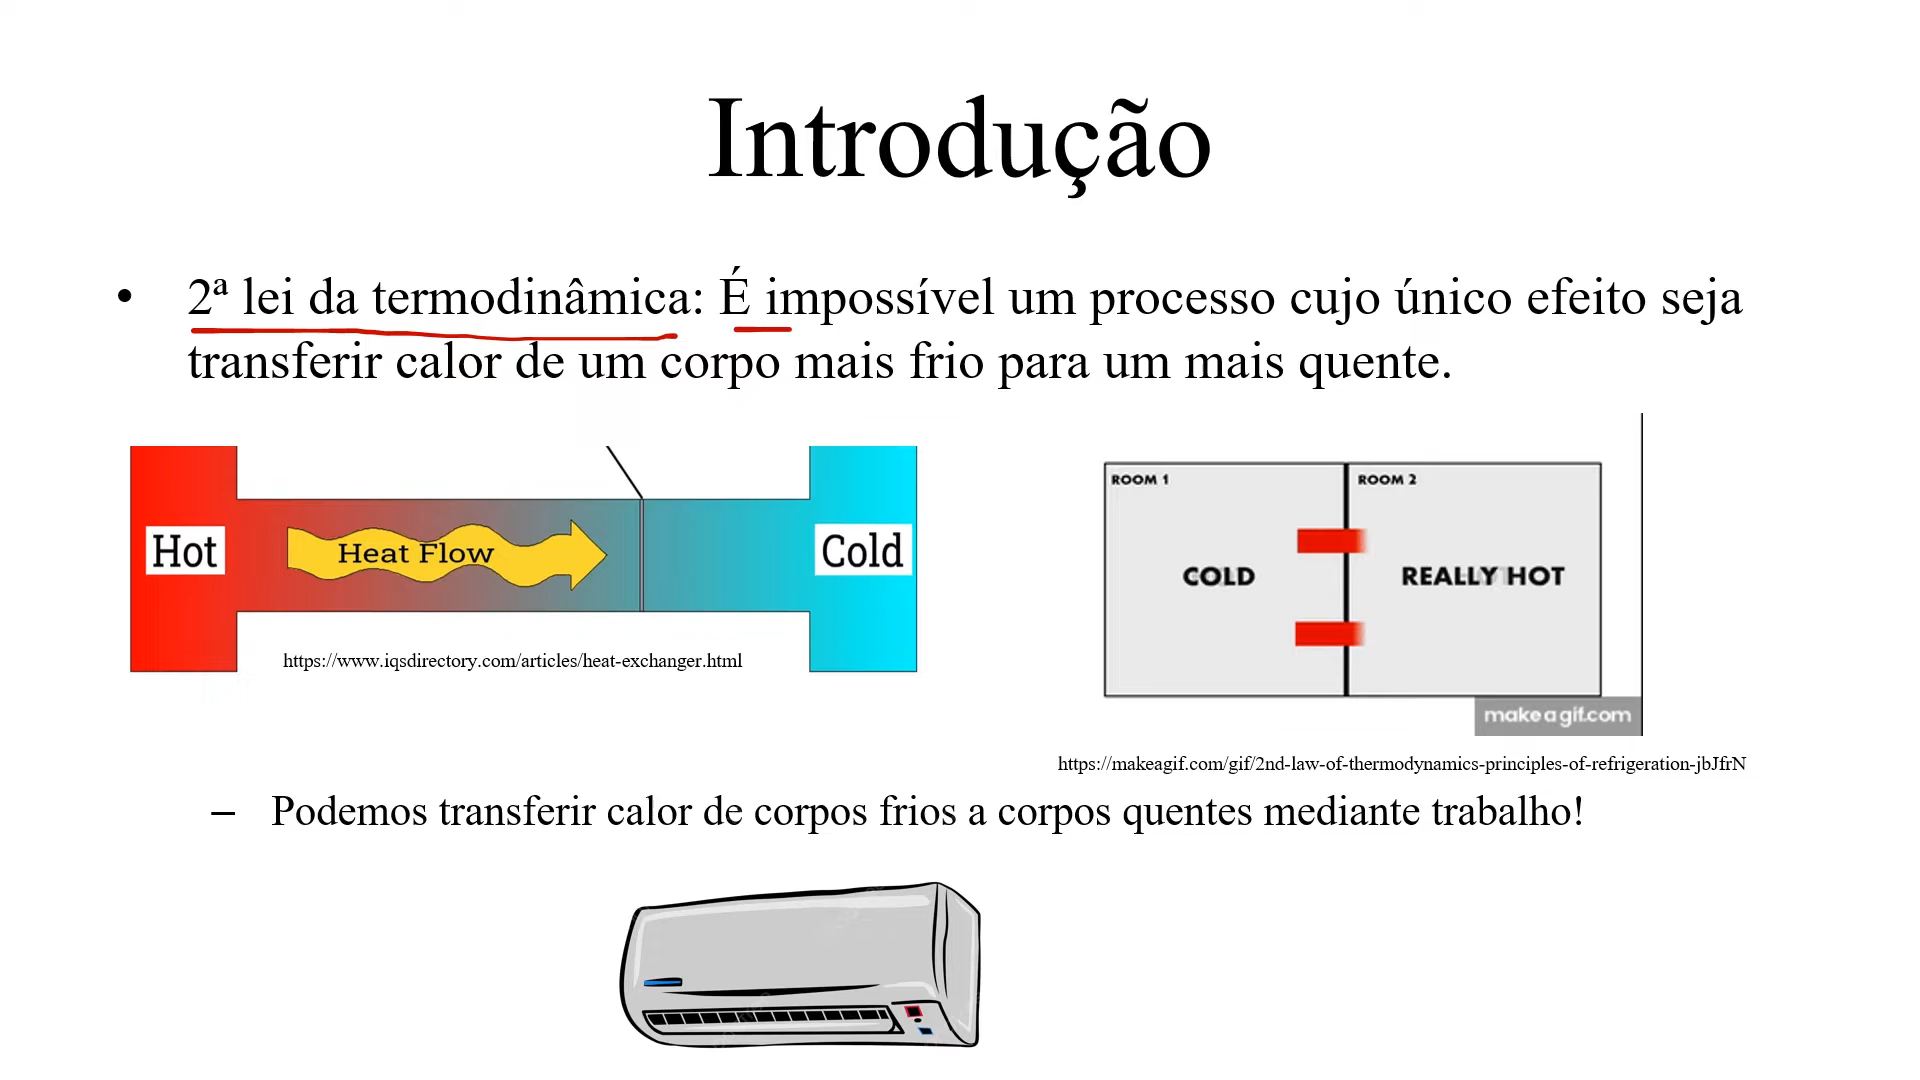 Introdução
• 2ª lei da termodinâmica: É impossível um processo cujo único efeito seja
transferir calor de um corpo mais frio para um mais quente.
Hot
Heat Flow
Cold
https://www.iqsdirectory.com/articles/heat-exchanger.html
ROOM 1
ROOM 2
COLD
REALLY HOT
makeagif.com
https://makeagif.com/gif/2nd-law-of-thermodynamics-principles-of-refrigeration-jbJfrN
– Podemos transferir calor de corpos frios a corpos quentes mediante trabalho!